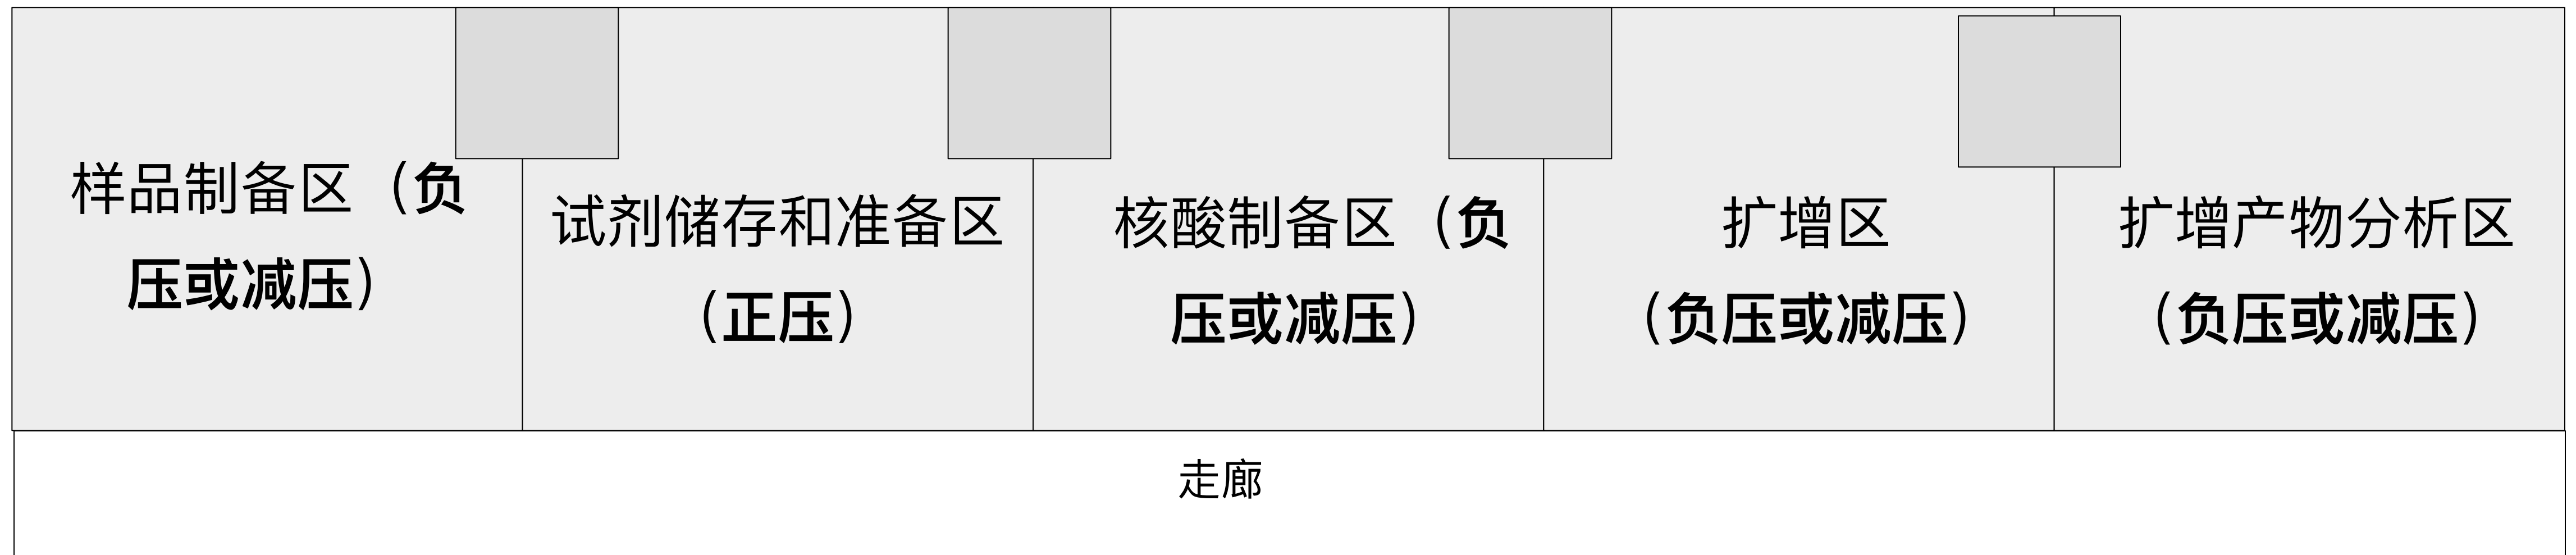 样品制备区（负
压或减压）
试剂储存和准备区
（正压）
核酸制备区（负
压或减压）
扩增区
（负压或减压）
扩增产物分析区
（负压或减压）
走廊